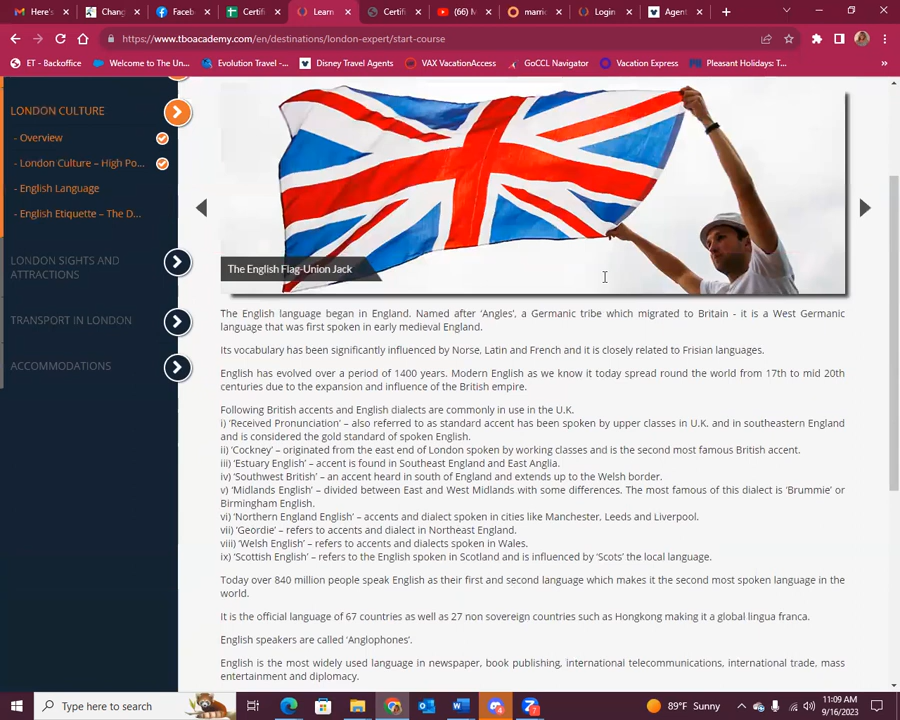 Here's
Chang
Faceb
Certifi
Learn
Certifi
(66) M
marri
Login
Agent
https://www.tboacademy.com/en/destinations/london-expert/start-course
ET - Backoffice
Welcome to The Un...
Evolution Travel -...
Disney Travel Agents
VAX VacationAccess
GoCCL Navigator
Vacation Express
Pleasant Holidays: T...
LONDON CULTURE
- Overview
- London Culture – High Po...
- English Language
- English Etiquette – The D...
LONDON SIGHTS AND
ATTRACTIONS
TRANSPORT IN LONDON
ACCOMMODATIONS
The English Flag-Union Jack
The English language began in England. Named after ‘Angles’, a Germanic tribe which migrated to Britain - it is a West Germanic
language that was first spoken in early medieval England.
Its vocabulary has been significantly influenced by Norse, Latin and French and it is closely related to Frisian languages.
English has evolved over a period of 1400 years. Modern English as we know it today spread round the world from 17th to mid 20th
centuries due to the expansion and influence of the British empire.
Following British accents and English dialects are commonly in use in the U.K.
i) ‘Received Pronunciation’ – also referred to as standard accent has been spoken by upper classes in U.K. and in southeastern England
and is considered the gold standard of spoken English.
ii) ‘Cockney’ – originated from the east end of London spoken by working classes and is the second most famous British accent.
iii) ‘Estuary English’ – accent is found in Southeast England and East Anglia.
iv) ‘Southwest British’ – an accent heard in south of England and extends up to the Welsh border.
v) ‘Midlands English’ – divided between East and West Midlands with some differences. The most famous of this dialect is ‘Brummie’ or
Birmingham English.
vi) ‘Northern England English’ – accents and dialect spoken in cities like Manchester, Leeds and Liverpool.
vii) ‘Geordie’ – refers to accents and dialect in Northeast England.
viii) ‘Welsh English’ – refers to accents and dialects spoken in Wales.
ix) ‘Scottish English’ – refers to the English spoken in Scotland and is influenced by ‘Scots’ the local language.
Today over 840 million people speak English as their first and second language which makes it the second most spoken language in the
world.
It is the official language of 67 countries as well as 27 non sovereign countries such as Hongkong making it a global lingua franca.
English speakers are called ‘Anglophones’.
English is the most widely used language in newspaper, book publishing, international telecommunications, international trade, mass
entertainment and diplomacy.
Type here to search
89°F Sunny
11:09 AM
9/16/2023